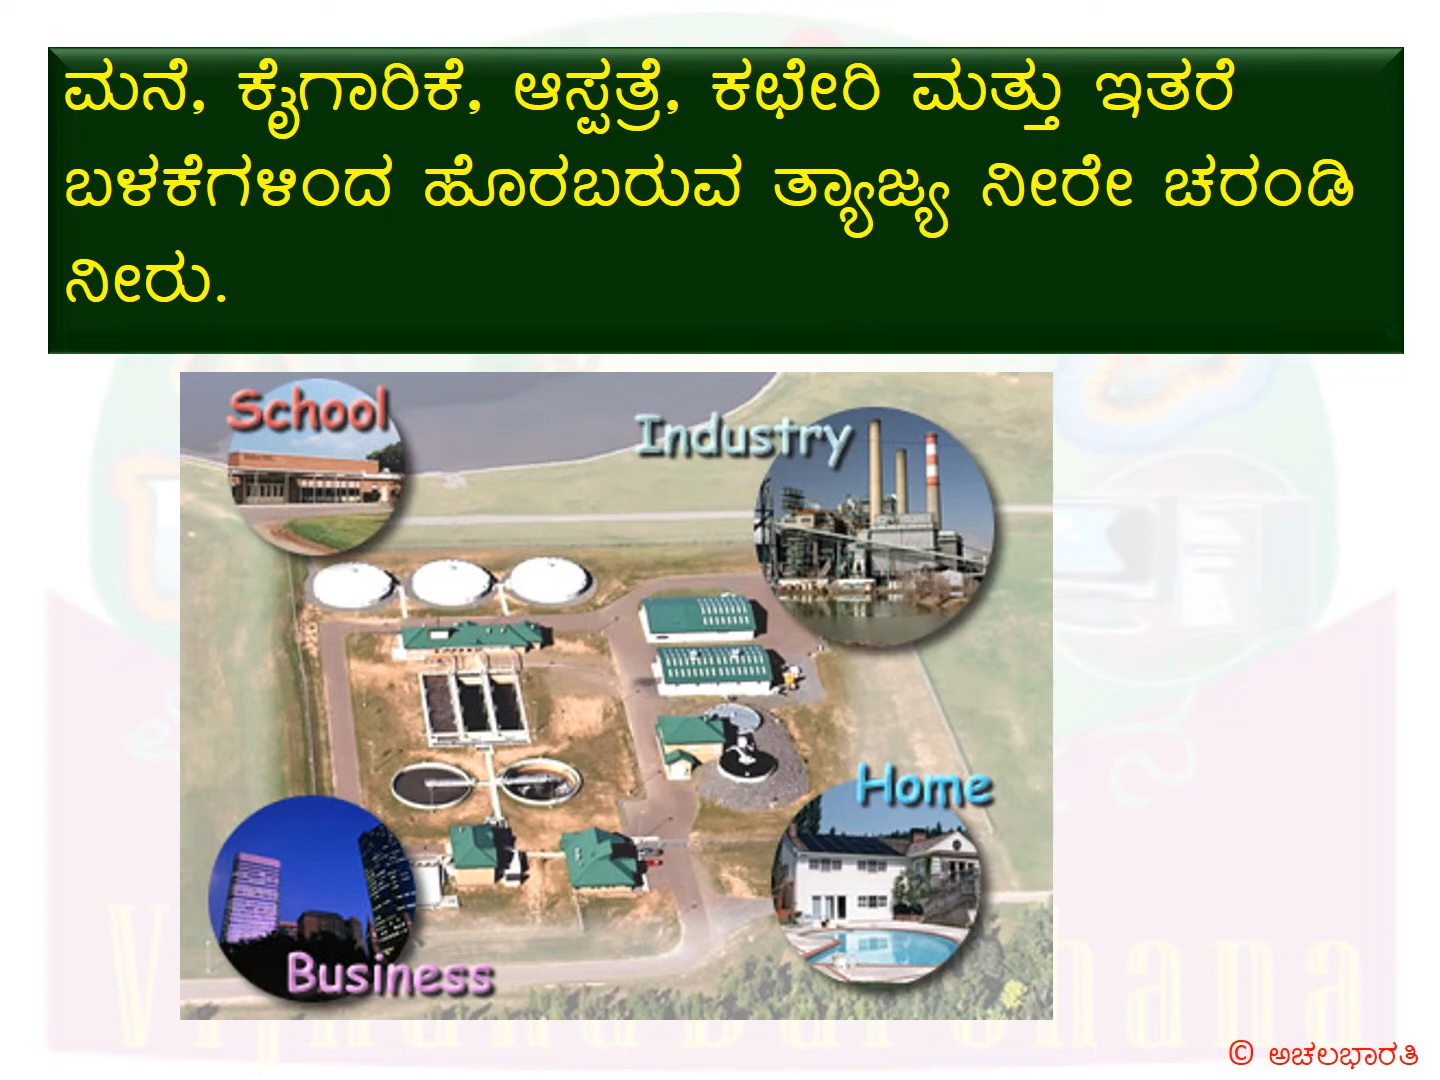 ಮನೆ, ಕೈಗಾರಿಕೆ, ಆಸ್ಪತ್ರೆ, ಕಛೇರಿ ಮತ್ತು ಇತರೆ
ಬಳಕೆಗಳಿಂದ ಹೊರಬರುವ ತ್ಯಾಜ್ಯ ನೀರೇ ಚರಂಡಿ
ನೀರು.
School
Industry
Home
Business
© ಅಚಲಭಾರತಿ